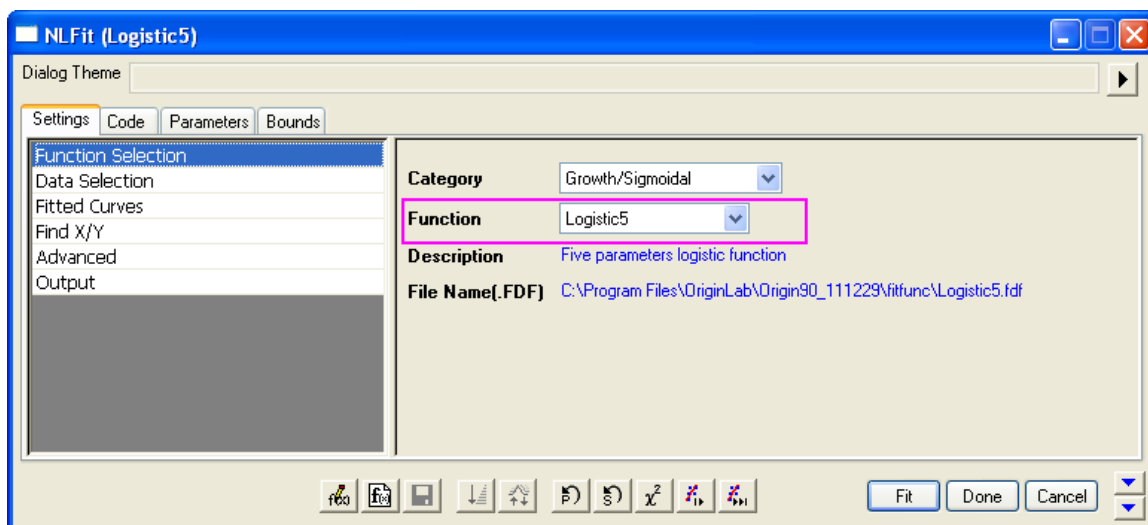 NLFit (Logistic5)
Dialog Theme
Settings Code Parameters Bounds
Function Selection
Data Selection
Fitted Curves
Find X/Y
Advanced
Output
Category Growth/Sigmoidal
Function Logistic5
Description Five parameters logistic function
File Name(.FDF) C:\Program Files\OriginLab\Origin90_111229\fitfunc\Logistic5.fdf
Fit Done Cancel